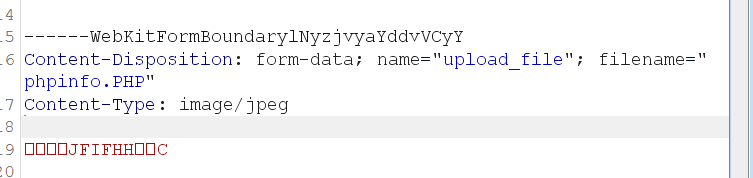 14
15 ------WebKitFormBoundarylNyzjvyaYddvVCyY
16 Content-Disposition: form-data; name="upload_file"; filename="
phpinfo.PHP"
17 Content-Type: image/jpeg
18
19 □□□□JFIFHH□□C
20